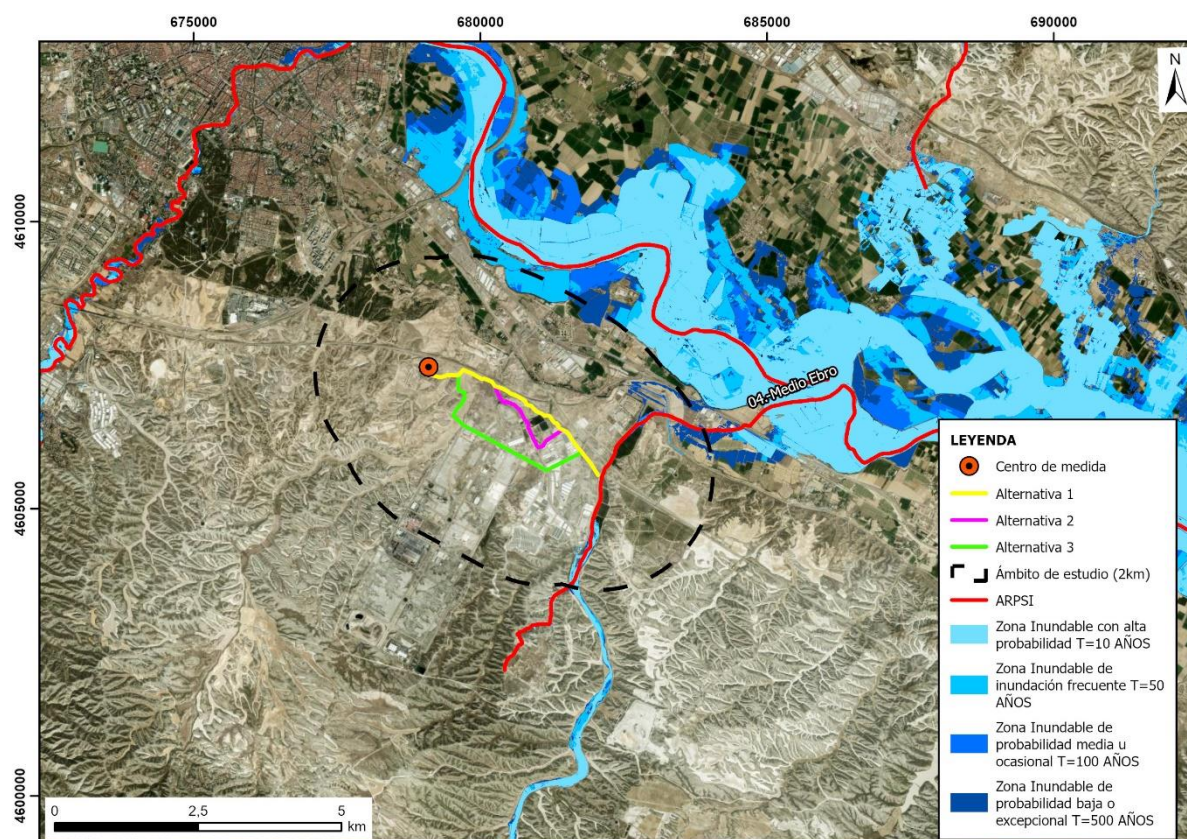 675000
680000
685000
690000
N
4610000
4605000
4600000
04.-Medio Ebro
LEYENDA
Centro de medida
Alternativa 1
Alternativa 2
Alternativa 3
Ámbito de estudio (2km)
ARPSI
Zona Inundable con alta
probabilidad T=10 AÑOS
Zona Inundable de
inundación frecuente T=50
AÑOS
Zona Inundable de
probabilidad media u
ocasional T=100 AÑOS
Zona Inundable de
probabilidad baja o
excepcional T=500 AÑOS
0
2,5
5
km